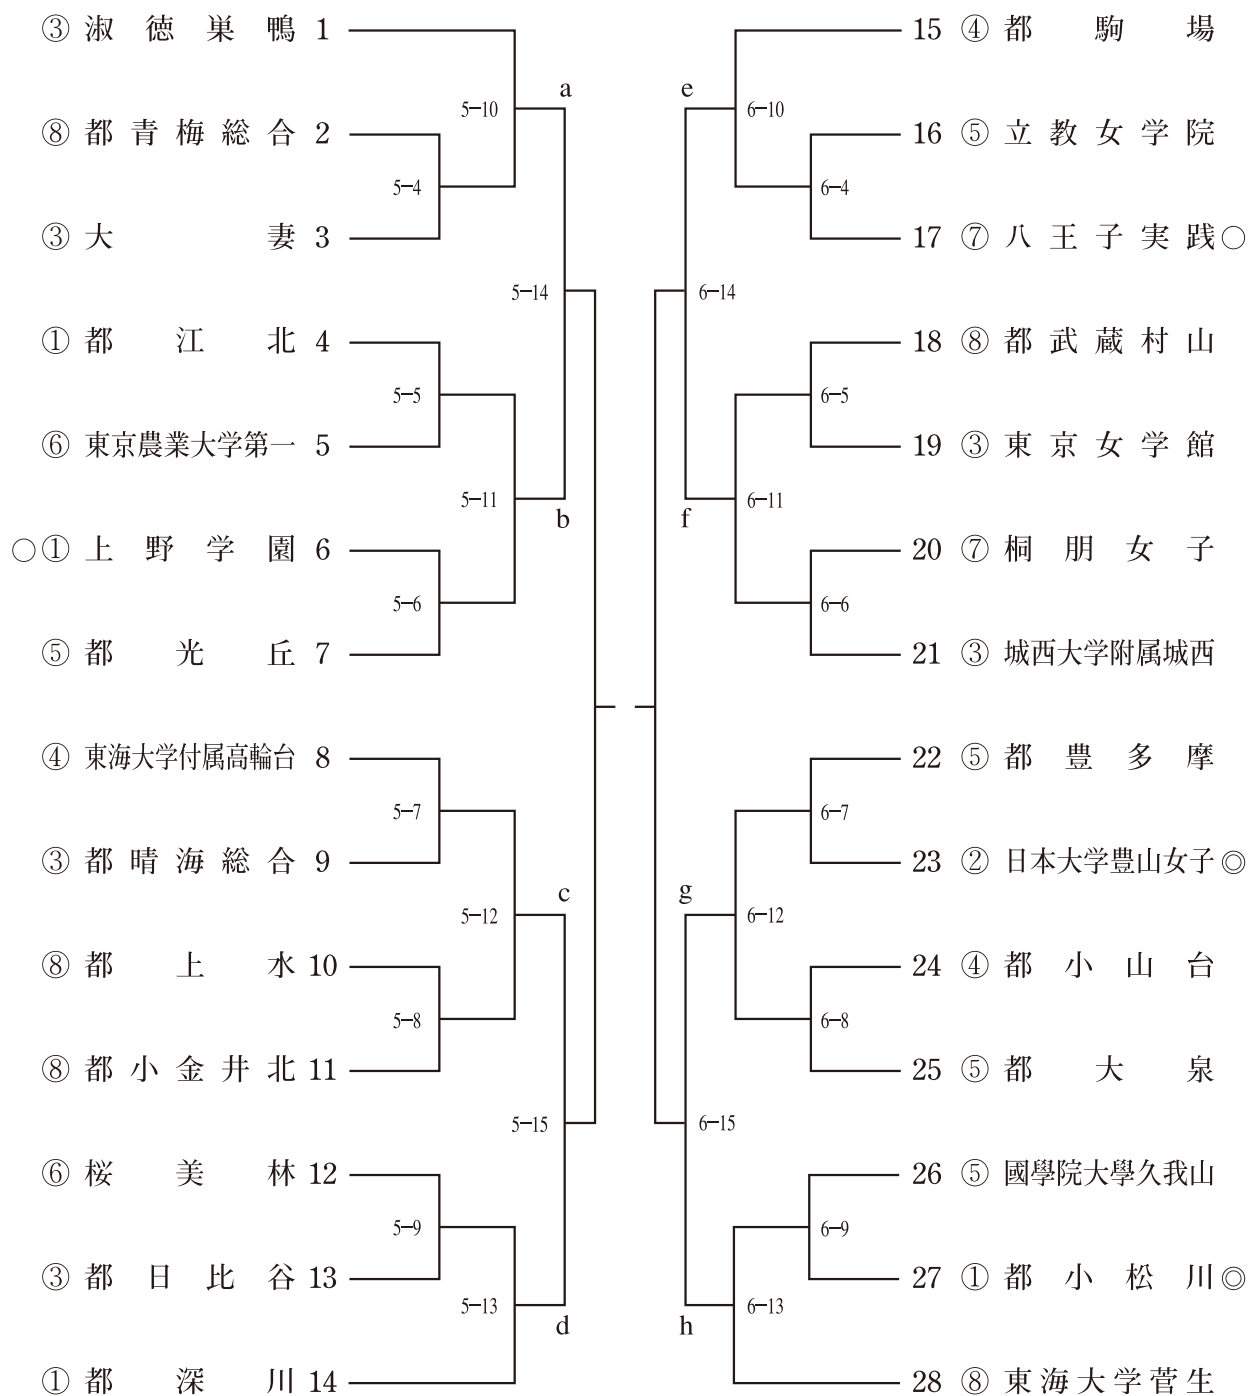 ③ 淑徳巣鴨 1
5-10
a
⑧ 都青梅総合 2
5-4
③ 大妻 3
5-14
① 都江北 4
5-5
⑥ 東京農業大学第一 5
5-11
b
○① 上野学園 6
5-6
⑤ 都光丘 7
④ 東海大学付属高輪台 8
5-7
③ 都晴海総合 9
c
5-12
⑧ 都上水 10
5-8
⑧ 都小金井北 11
5-15
⑥ 桜美林 12
5-9
③ 都日比谷 13
5-13
d
① 都深川 14
15 ④ 都駒場
e
6-10
16 ⑤ 立教女学院
6-4
17 ⑦ 八王子実践○
6-14
18 ⑧ 都武蔵村山
6-5
19 ③ 東京女学館
6-11
f
20 ⑦ 桐朋女子
6-6
21 ③ 城西大学附属城西
22 ⑤ 都豊多摩
6-7
23 ② 日本大学豊山女子◎
g
6-12
24 ④ 都小山台
6-8
25 ⑤ 都大泉
6-15
26 ⑤ 國學院大學久我山
6-9
27 ① 都小松川◎
6-13
h
28 ⑧ 東海大学菅生